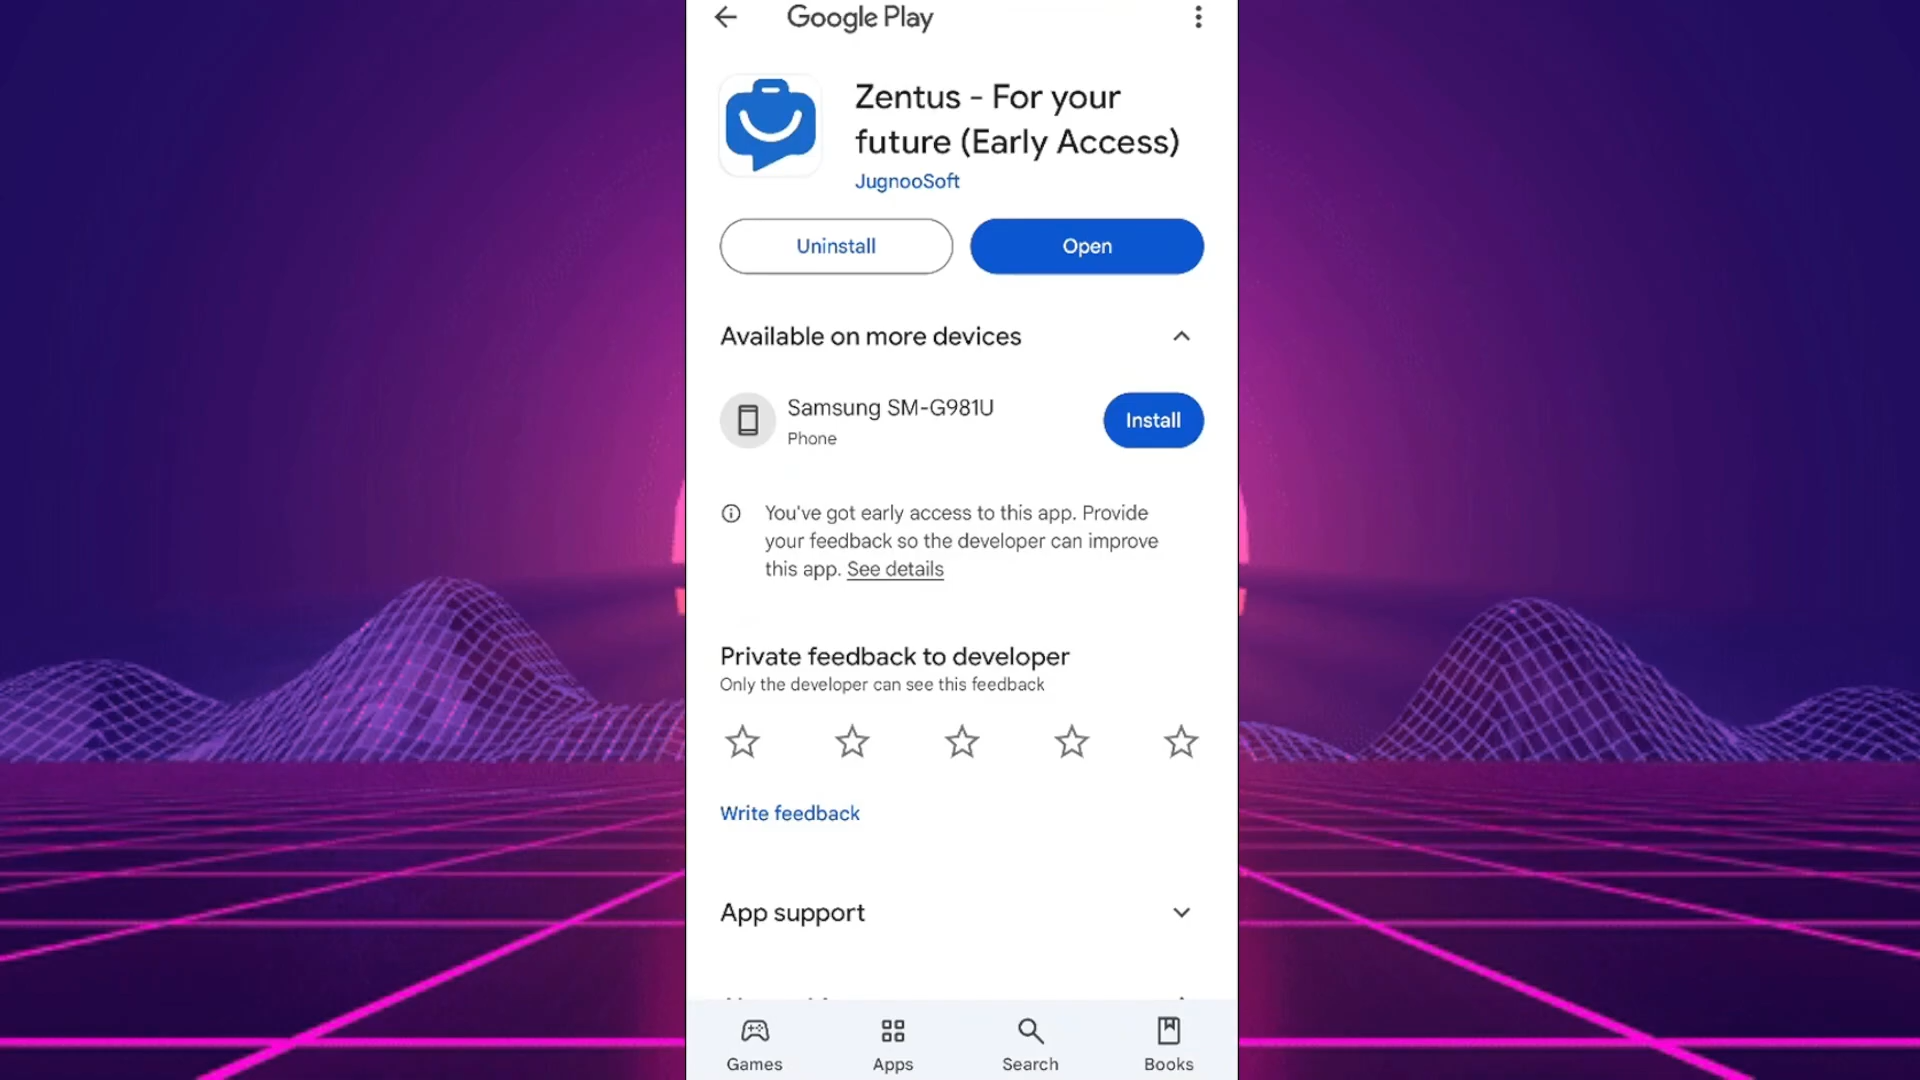 Google Play
Zentus - For your
future (Early Access)
JugnooSoft
Uninstall
Open
Available on more devices
Samsung SM-G981U
Phone
Install
You've got early access to this app. Provide
your feedback so the developer can improve
this app. See details
Private feedback to developer
Only the developer can see this feedback
Write feedback
App support
Games
Apps
Search
Books